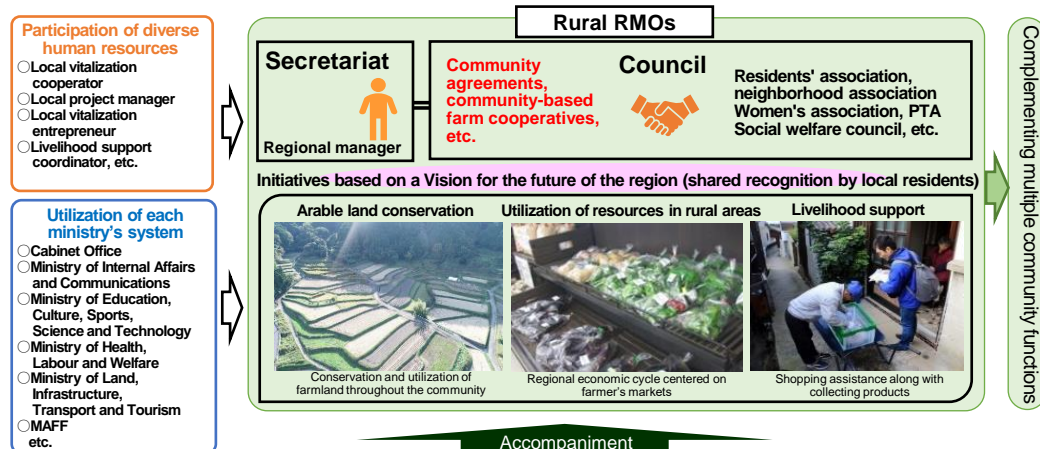 Participation of diverse
human resources
○Local vitalization
cooperator
○Local project manager
○Local vitalization
entrepreneur
○Livelihood support
coordinator, etc.
Utilization of each
ministry's system
○Cabinet Office
○Ministry of Internal Affairs
and Communications
○Ministry of Education,
Culture, Sports,
Science and Technology
○Ministry of Health,
Labour and Welfare
○Ministry of Land,
Infrastructure,
Transport and Tourism
○MAFF
etc.
Rural RMOs
Secretariat
Regional manager
Community
agreements,
community-based
farm cooperatives,
etc.
Council
Residents' association,
neighborhood association
Women's association, PTA
Social welfare council, etc.
Initiatives based on a Vision for the future of the region (shared recognition by local residents)
Arable land conservation
Conservation and utilization of
farmland throughout the community
Utilization of resources in rural areas
Regional economic cycle centered on
farmer's markets
Livelihood support
Shopping assistance along with
collecting products
Accompaniment
Complementing multiple community functions